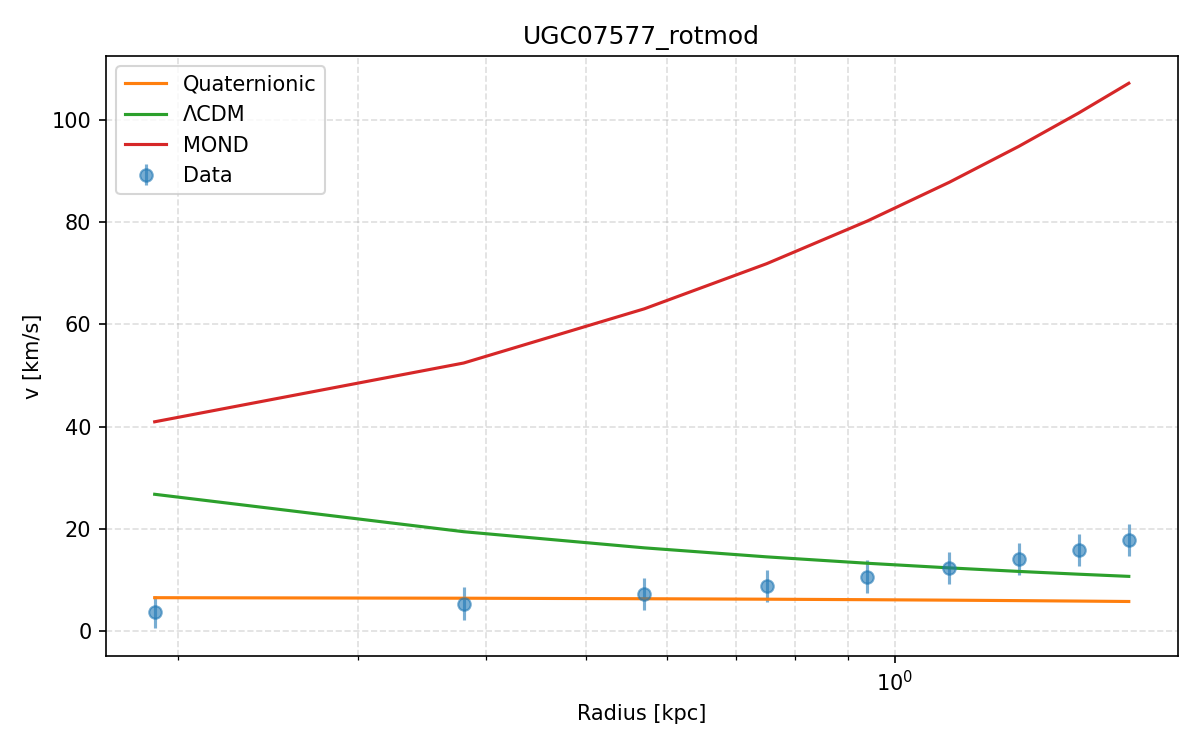 UGC07577_rotmod
Quaternionic
ΛCDM
MOND
Data
100
80
60
40
20
0
v [km/s]
10⁰
Radius [kpc]